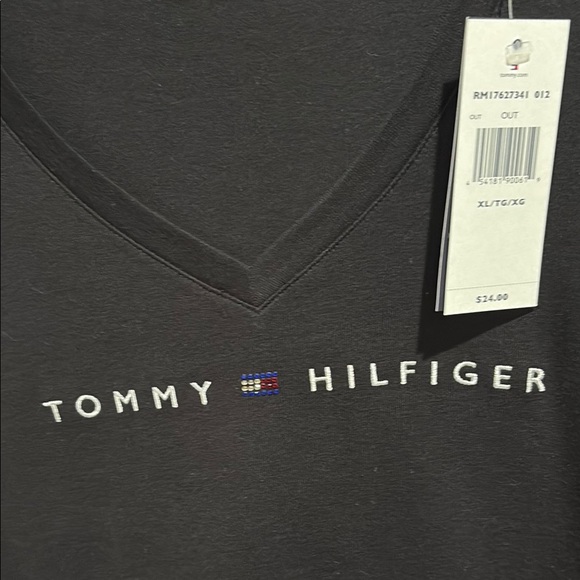 tommy.com
RM17627341 012
OUT OUT
XL/TG/XG
$24.00
TOMMY HILFIGER